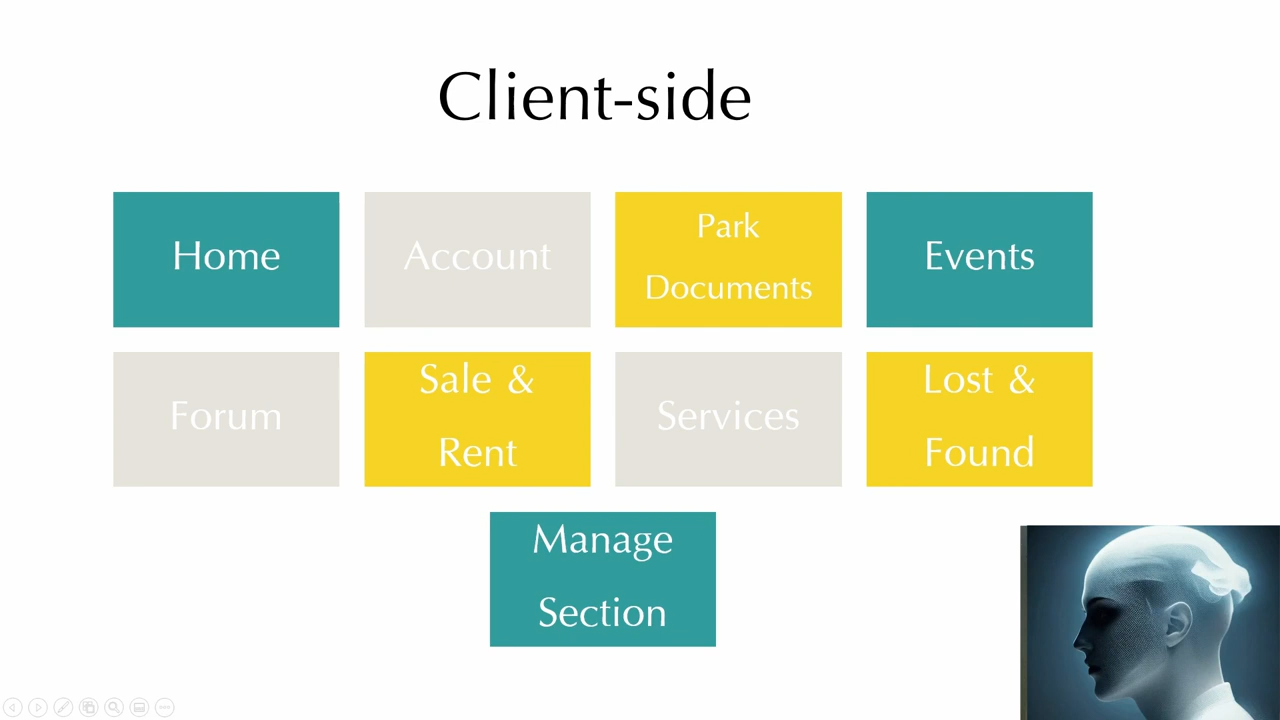 Client-side
Home
Account
Park
Documents
Events
Forum
Sale &
Rent
Services
Lost &
Found
Manage
Section